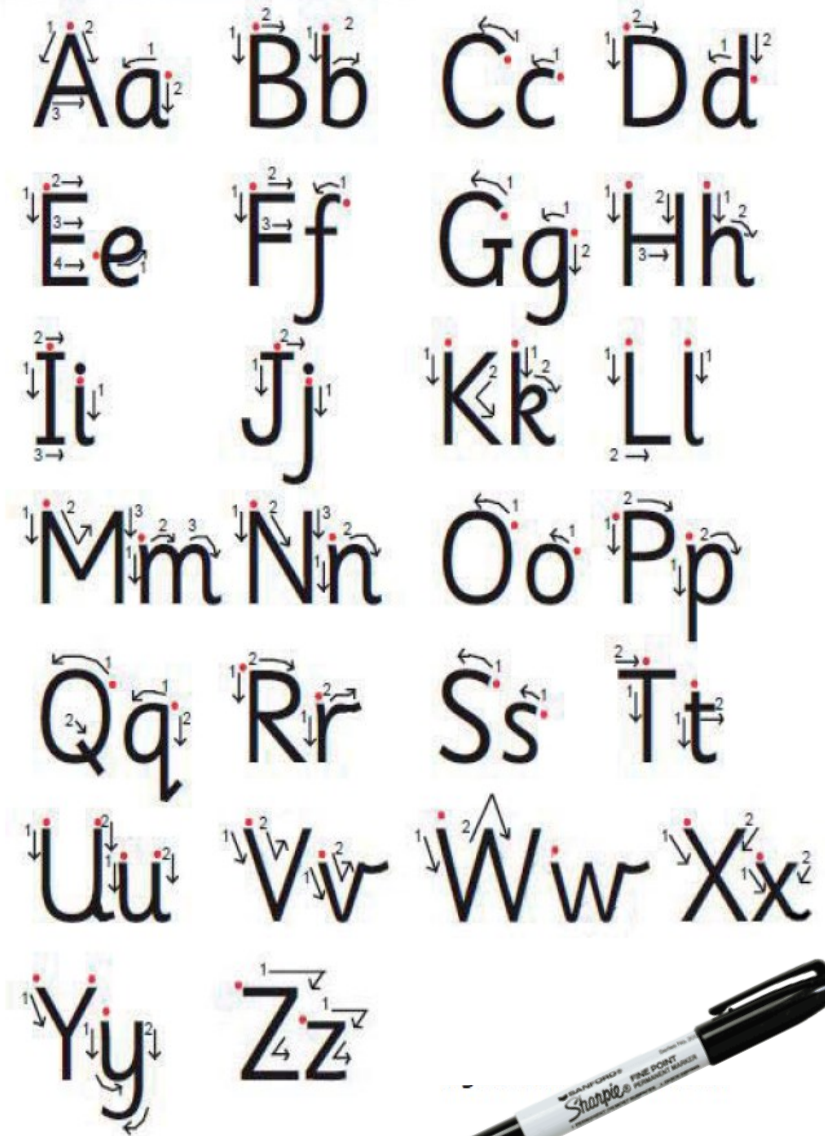 Aa Bb Cc Dd
Ee Ff Gg Hh
Ii Jj Kk Ll
Mm Nn Oo Pp
Qq Rr Ss Tt
Uu Vv Ww Xx
Yy Zz
SANFORD®
Sharpie® FINE POINT
PERMANENT MARKER